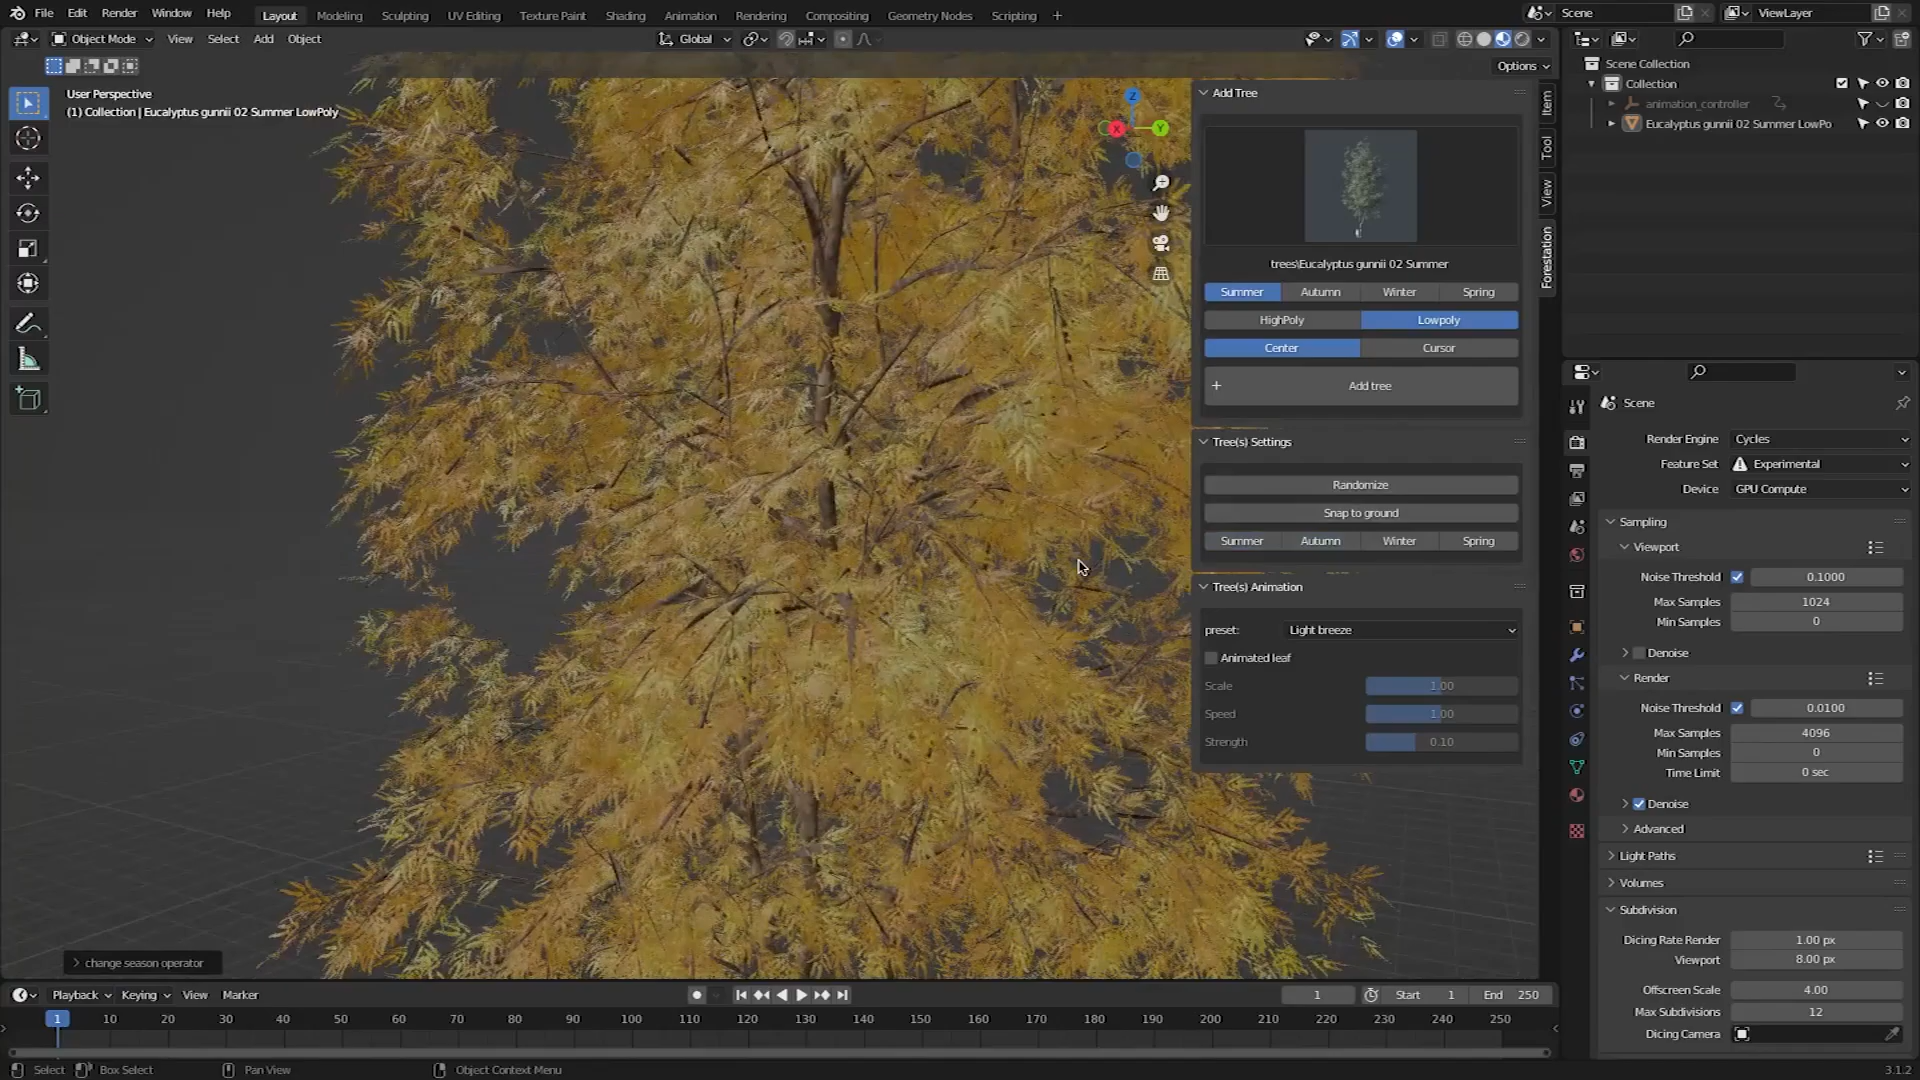 File Edit Render Window Help
Layout Modeling Sculpting UV Editing Texture Paint Shading Animation Rendering Compositing Geometry Nodes Scripting +
Scene ViewLayer
Object Mode View Select Add Object
Global
Options
User Perspective
(1) Collection | Eucalyptus gunnii 02 Summer LowPoly
Z
X Y
Add Tree
trees\Eucalyptus gunnii 02 Summer
Summer Autumn Winter Spring
HighPoly Lowpoly
Center Cursor
+ Add tree
Tree(s) Settings
Randomize
Snap to ground
Summer Autumn Winter Spring
Tree(s) Animation
preset: Light breeze
Animated leaf
Scale 1.00
Speed 1.00
Strength 0.10
Item
Tool
View
Forestation
Scene Collection
Collection
animation_controller
Eucalyptus gunnii 02 Summer LowPo
Scene
Render Engine Cycles
Feature Set Experimental
Device GPU Compute
Sampling
Viewport
Noise Threshold 0.1000
Max Samples 1024
Min Samples 0
Denoise
Render
Noise Threshold 0.0100
Max Samples 4096
Min Samples 0
Time Limit 0 sec
Denoise
Advanced
Light Paths
Volumes
Subdivision
Dicing Rate Render 1.00 px
Viewport 8.00 px
Offscreen Scale 4.00
Max Subdivisions 12
Dicing Camera
change season operator
Playback Keying View Marker
1 Start 1 End 250
1 10 20 30 40 50 60 70 80 90 100 110 120 130 140 150 160 170 180 190 200 210 220 230 240 250
Select Box Select Pan View Object Context Menu
3.1.2